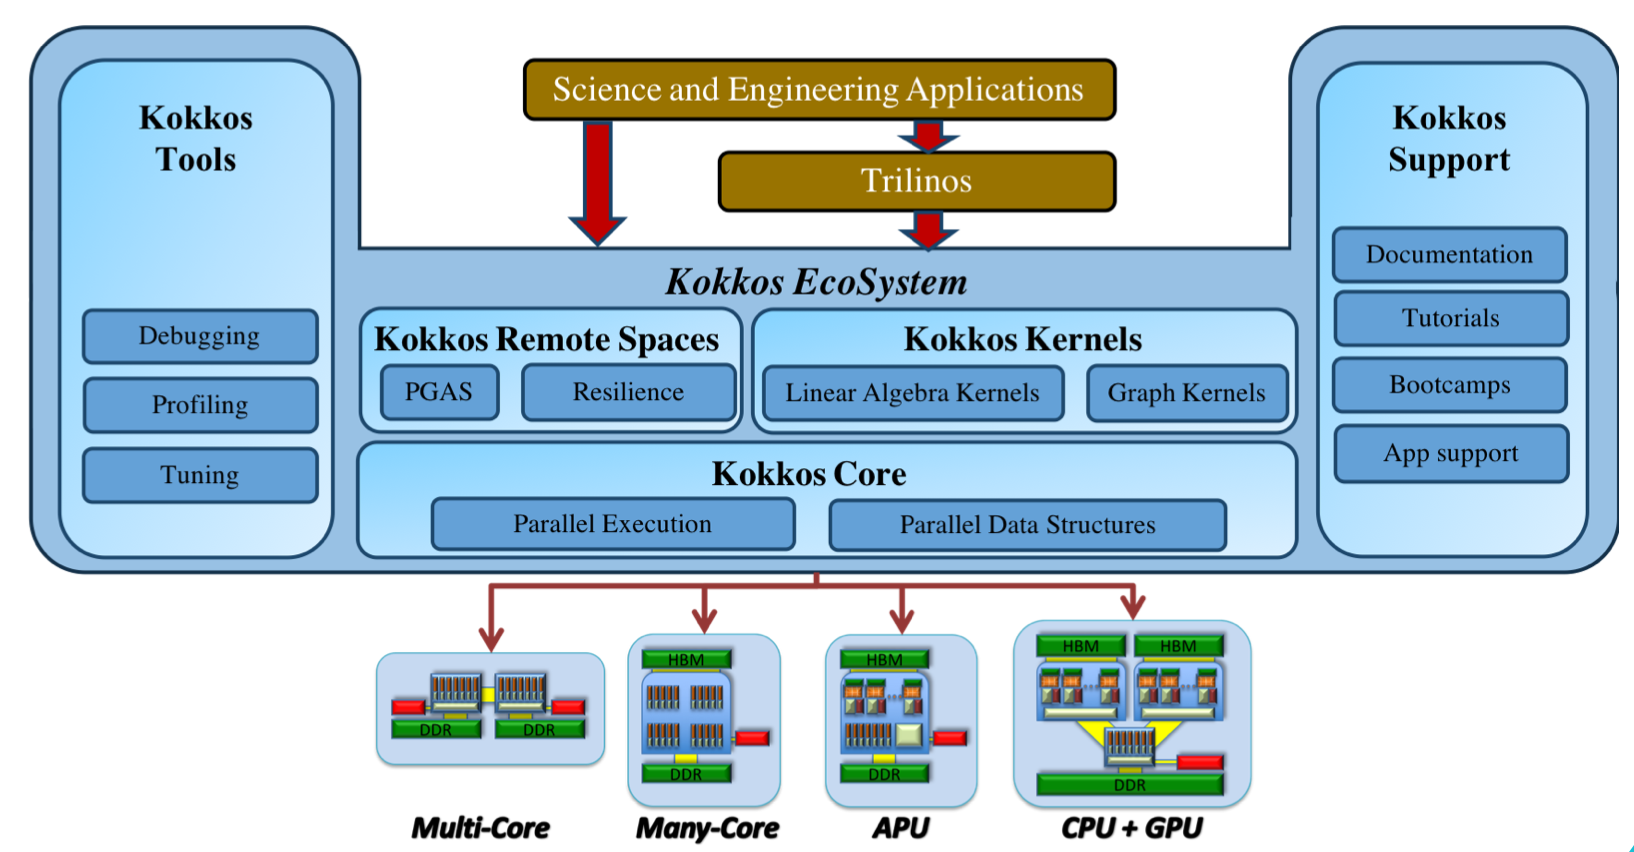 Kokkos
Tools
Debugging
Profiling
Tuning
Science and Engineering Applications
Trilinos
Kokkos EcoSystem
Kokkos Remote Spaces
PGAS
Resilience
Kokkos Kernels
Linear Algebra Kernels
Graph Kernels
Kokkos Core
Parallel Execution
Parallel Data Structures
Kokkos
Support
Documentation
Tutorials
Bootcamps
App support
DDR
DDR
Multi-Core
HBM
DDR
Many-Core
HBM
DDR
APU
HBM
HBM
DDR
CPU + GPU